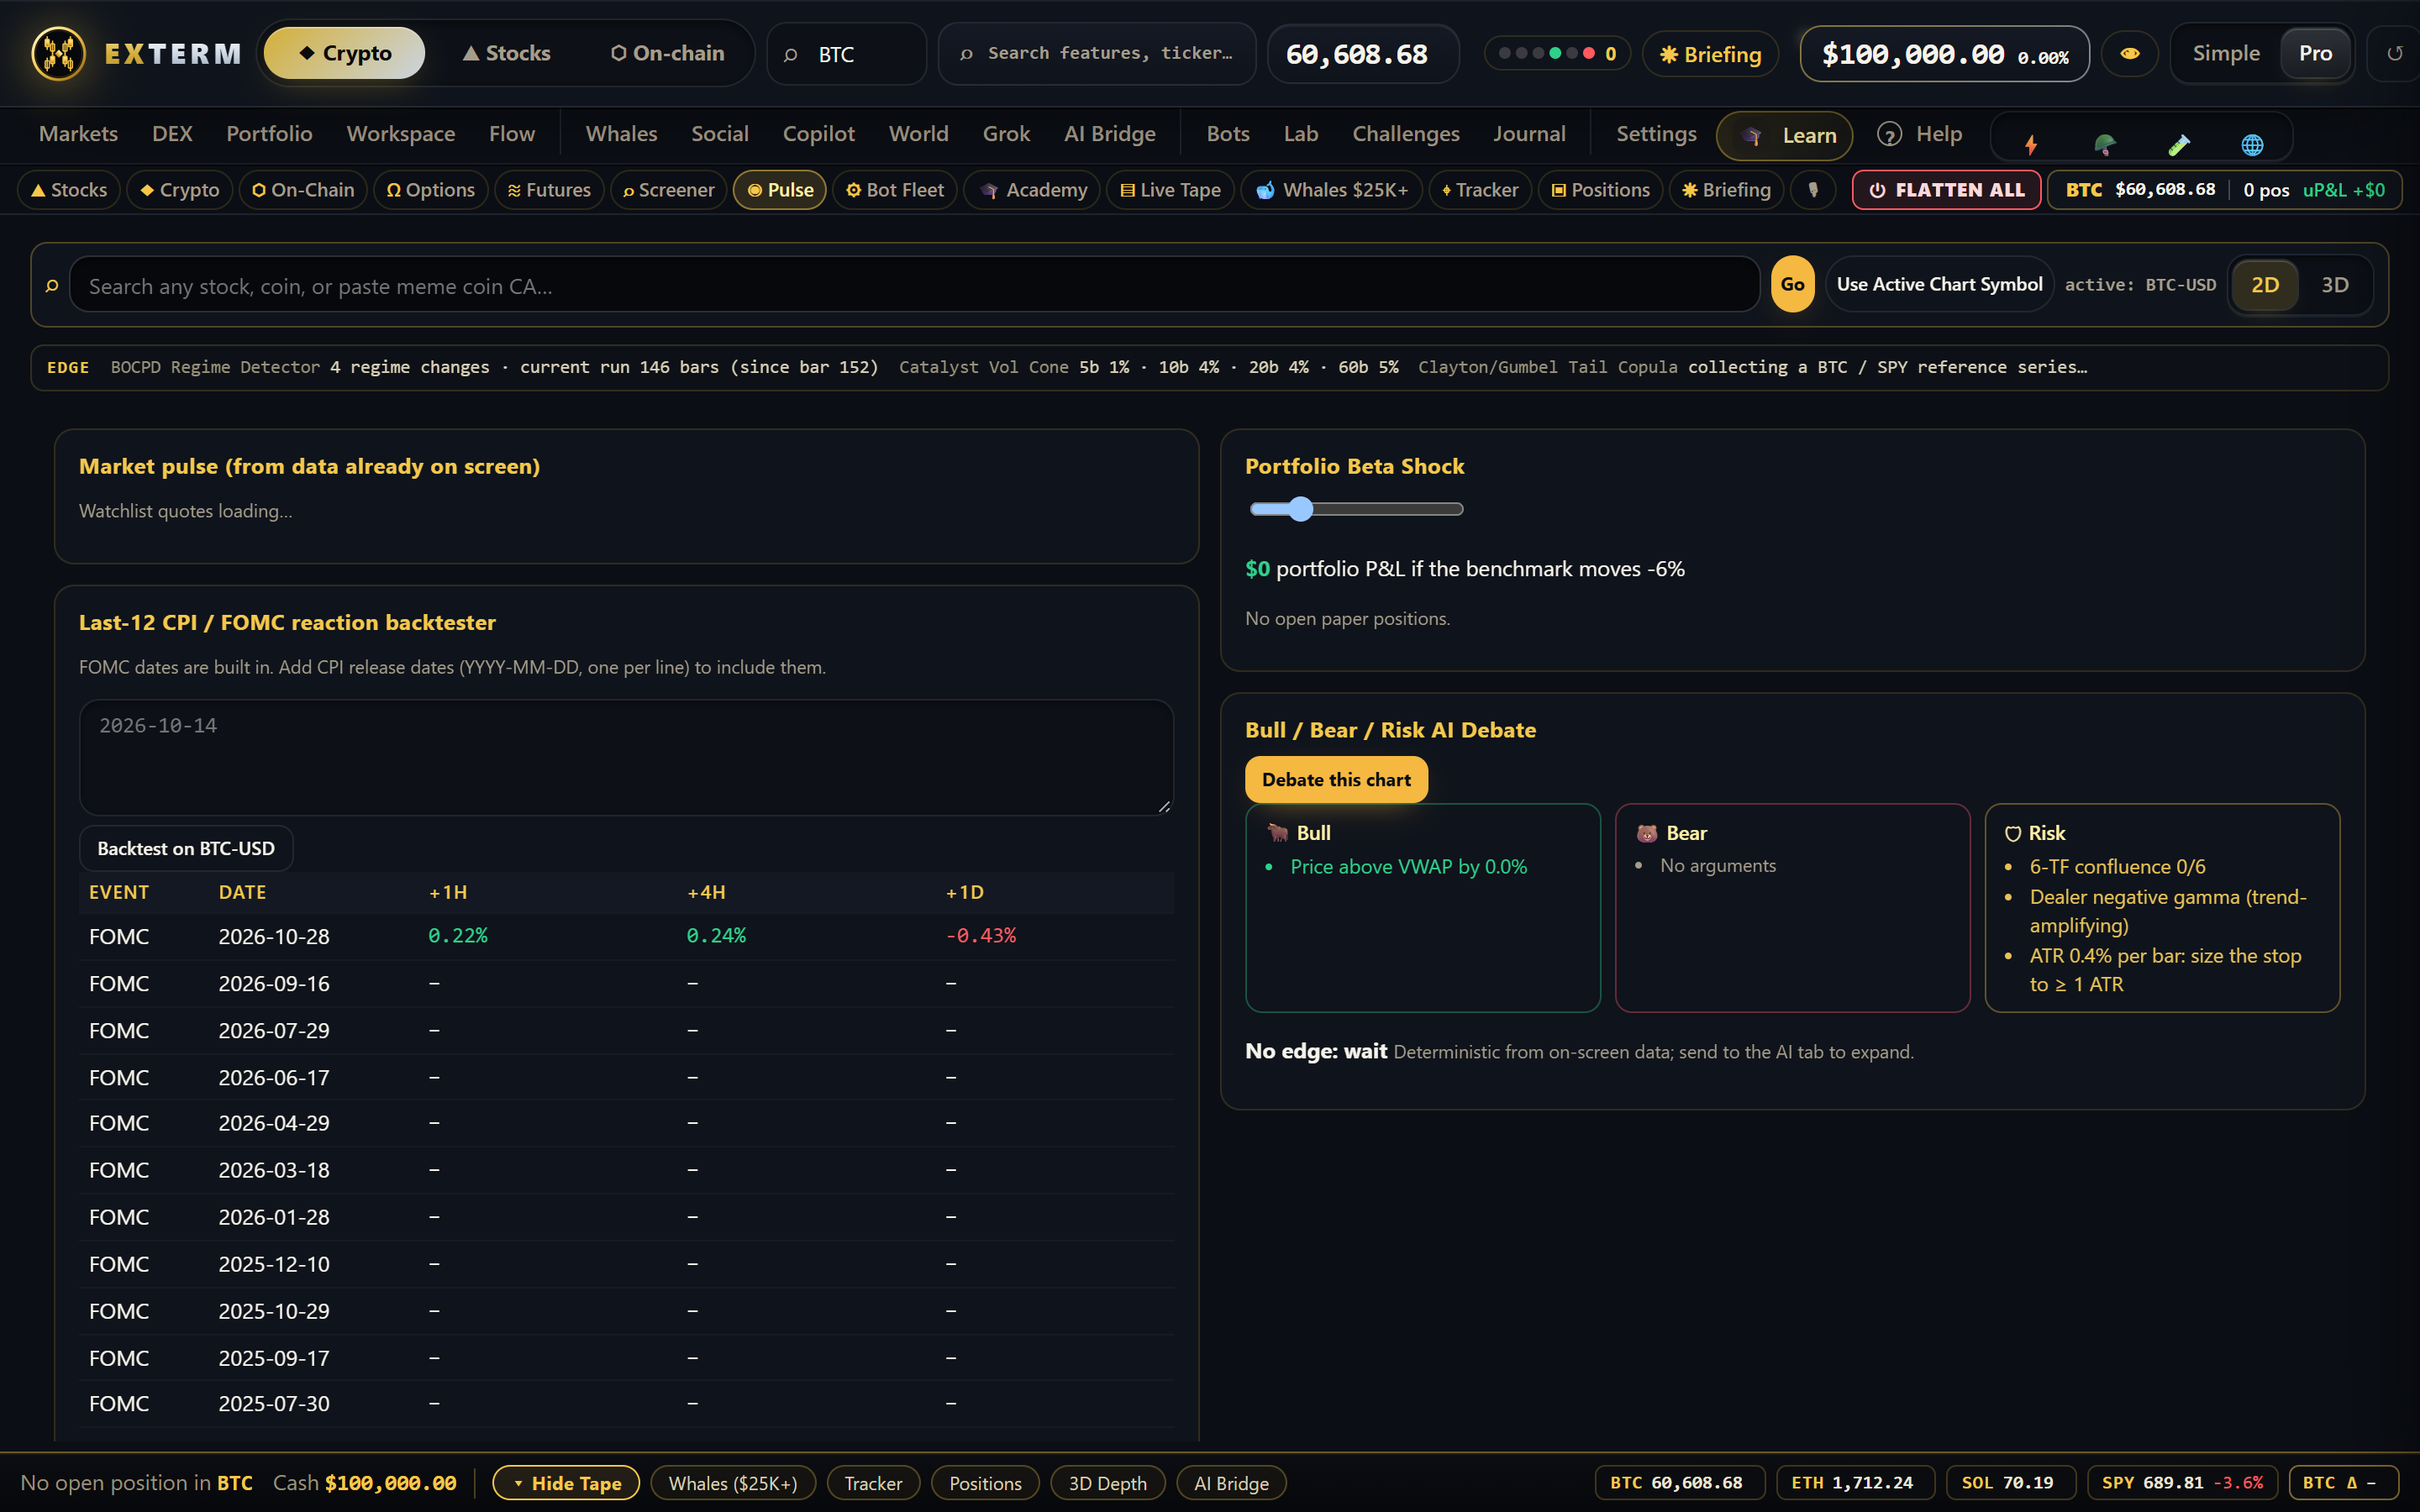 EXTERM Crypto Stocks On-chain BTC Search features, ticker… 60,608.68 0 Briefing $100,000.00 0.00% Simple Pro
Markets DEX Portfolio Workspace Flow Whales Social Copilot World Grok AI Bridge Bots Lab Challenges Journal Settings Learn ? Help
Stocks Crypto On-Chain Ω Options Futures Screener Pulse Bot Fleet Academy Live Tape Whales $25K+ Tracker Positions Briefing FLATTEN ALL BTC $60,608.68 0 pos uP&L +$0
Search any stock, coin, or paste meme coin CA... Go Use Active Chart Symbol active: BTC-USD 2D 3D
EDGE BOCPD Regime Detector 4 regime changes · current run 146 bars (since bar 152) Catalyst Vol Cone 5b 1% · 10b 4% · 20b 4% · 60b 5% Clayton/Gumbel Tail Copula collecting a BTC / SPY reference series…
Market pulse (from data already on screen)
Watchlist quotes loading...
Last-12 CPI / FOMC reaction backtester
FOMC dates are built in. Add CPI release dates (YYYY-MM-DD, one per line) to include them.
2026-10-14
Backtest on BTC-USD
EVENT DATE +1H +4H +1D
FOMC 2026-10-28 0.22% 0.24% -0.43%
FOMC 2026-09-16 – – –
FOMC 2026-07-29 – – –
FOMC 2026-06-17 – – –
FOMC 2026-04-29 – – –
FOMC 2026-03-18 – – –
FOMC 2026-01-28 – – –
FOMC 2025-12-10 – – –
FOMC 2025-10-29 – – –
FOMC 2025-09-17 – – –
FOMC 2025-07-30 – – –
Portfolio Beta Shock
$0 portfolio P&L if the benchmark moves -6%
No open paper positions.
Bull / Bear / Risk AI Debate
Debate this chart
Bull
• Price above VWAP by 0.0%
Bear
• No arguments
Risk
• 6-TF confluence 0/6
• Dealer negative gamma (trend-
amplifying)
• ATR 0.4% per bar: size the stop
to ≥ 1 ATR
No edge: wait Deterministic from on-screen data; send to the AI tab to expand.
No open position in BTC Cash $100,000.00 Hide Tape Whales ($25K+) Tracker Positions 3D Depth AI Bridge BTC 60,608.68 ETH 1,712.24 SOL 70.19 SPY 689.81 -3.6% BTC Δ –